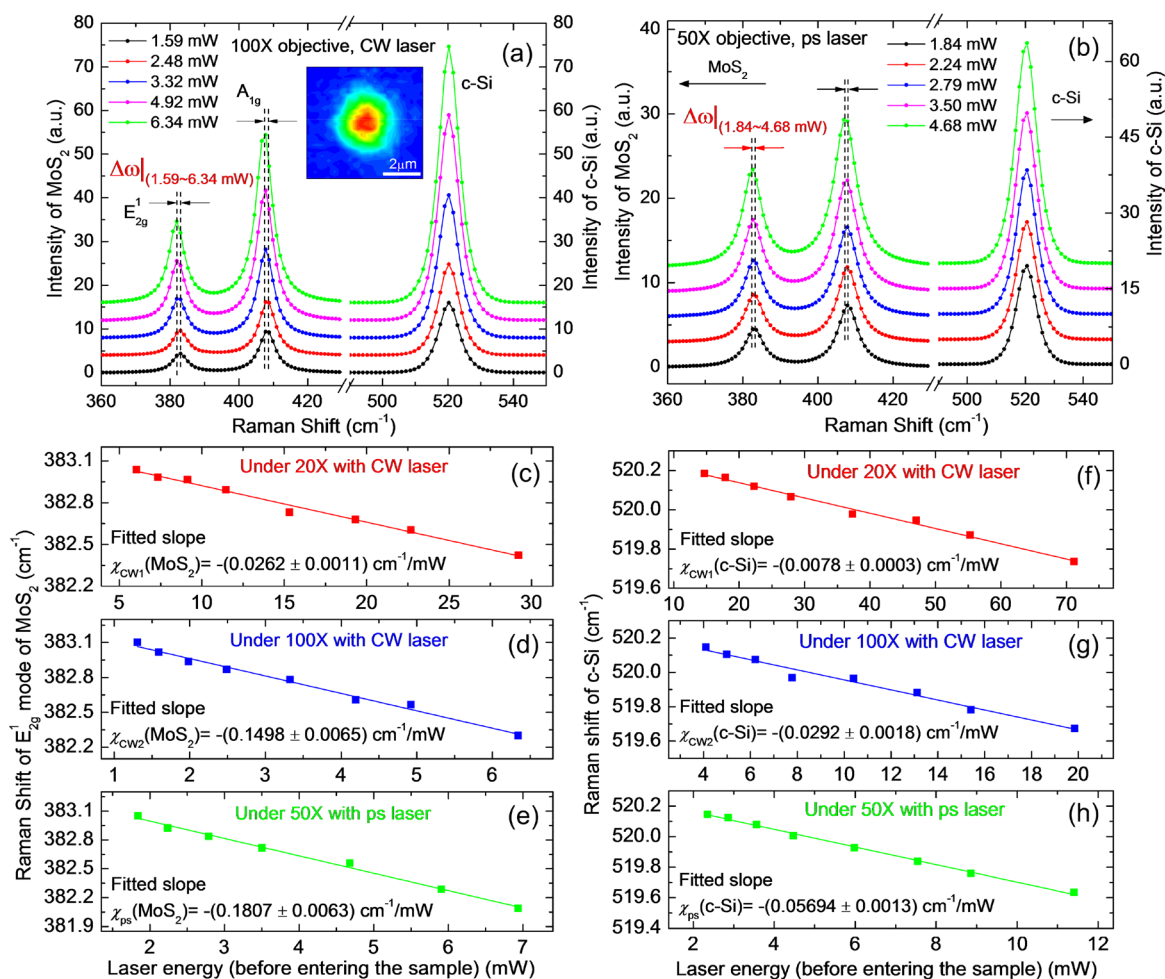 100X objective, CW laser
(a)
1.59 mW
2.48 mW
3.32 mW
4.92 mW
6.34 mW
A1g
c-Si
2μm
Δω|(1.59~6.34 mW)
E¹2g
Intensity of MoS2 (a.u.)
80
70
60
50
40
30
20
10
0
Intensity of c-Si (a.u.)
80
70
60
50
40
30
20
10
0
360 380 400 420 500 520 540
Raman Shift (cm-1)
50X objective, ps laser
(b)
MoS2
1.84 mW
2.24 mW
2.79 mW
3.50 mW
4.68 mW
c-Si
Δω|(1.84~4.68 mW)
Intensity of MoS2 (a.u.)
40
30
20
10
0
Intensity of c-Si (a.u.)
60
45
30
15
0
360 380 400 420 500 520 540
Raman Shift (cm-1)
Raman Shift of E¹2g mode of MoS2 (cm-1)
Under 20X with CW laser
(c)
383.1
382.8
382.5
382.2
Fitted slope
χCW1(MoS2)= -(0.0262 ± 0.0011) cm-1/mW
5 10 15 20 25 30
Under 100X with CW laser
(d)
383.1
382.8
382.5
382.2
Fitted slope
χCW2(MoS2)= -(0.1498 ± 0.0065) cm-1/mW
1 2 3 4 5 6
Under 50X with ps laser
(e)
383.1
382.8
382.5
382.2
381.9
Fitted slope
χps(MoS2)= -(0.1807 ± 0.0063) cm-1/mW
2 3 4 5 6 7
Laser energy (before entering the sample) (mW)
Raman shift of c-Si (cm-1)
Under 20X with CW laser
(f)
520.2
520.0
519.8
519.6
Fitted slope
χCW1(c-Si)= -(0.0078 ± 0.0003) cm-1/mW
10 20 30 40 50 60 70
Under 100X with CW laser
(g)
520.2
520.0
519.8
519.6
Fitted slope
χCW2(c-Si)= -(0.0292 ± 0.0018) cm-1/mW
2 4 6 8 10 12 14 16 18 20
Under 50X with ps laser
(h)
520.2
520.0
519.8
519.6
519.4
Fitted slope
χps(c-Si)= -(0.05694 ± 0.0013) cm-1/mW
2 4 6 8 10 12
Laser energy (before entering the sample) (mW)